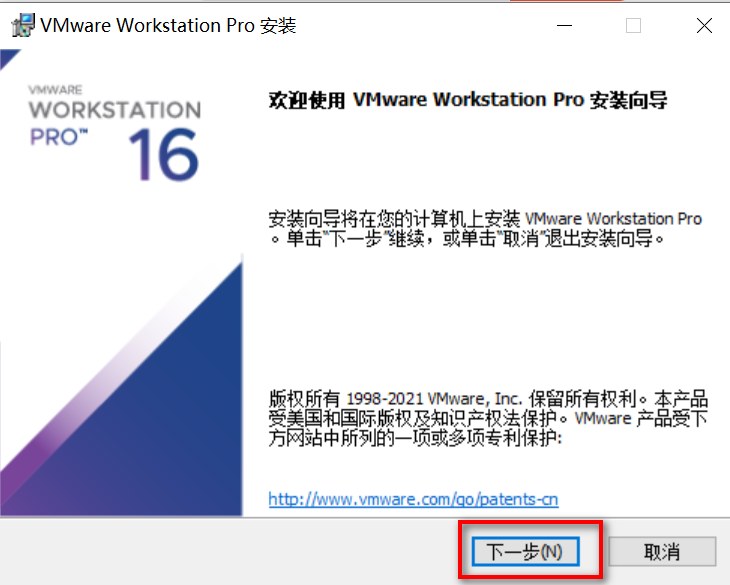 VMware Workstation Pro 安装
VMWARE
WORKSTATION
PRO™ 16
欢迎使用 VMware Workstation Pro 安装向导
安装向导将在您的计算机上安装 VMware Workstation Pro
。单击“下一步”继续，或单击“取消”退出安装向导。
版权所有 1998-2021 VMware, Inc. 保留所有权利。本产品
受美国和国际版权及知识产权法保护。VMware 产品受下
方网站中所列的一项或多项专利保护:
http://www.vmware.com/go/patents-cn
下一步(N)
取消